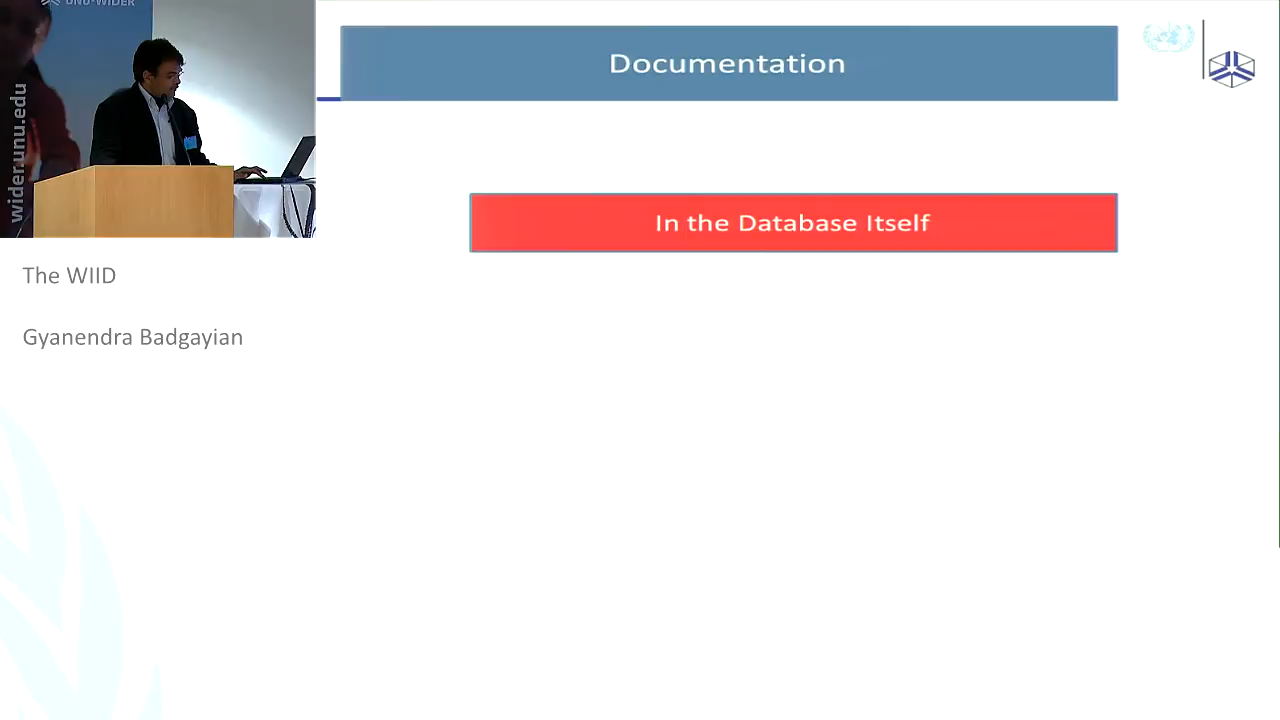 UNU-WIDER
wider.unu.edu
Documentation
In the Database Itself
The WIID
Gyanendra Badgayian